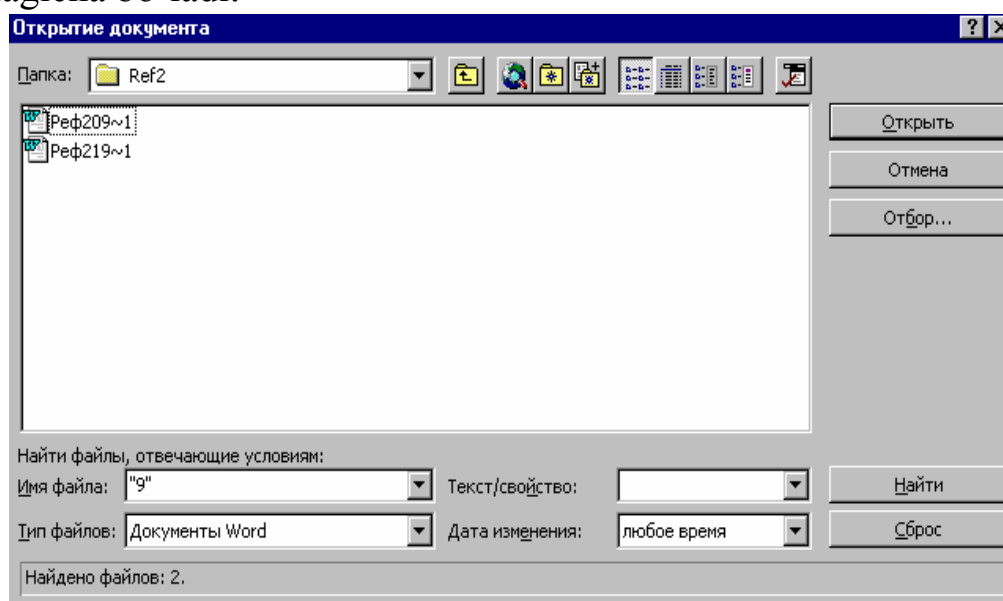 Открытие документа
Папка: Ref2
Реф209~1
Реф219~1
Открыть
Отмена
Отбор...
Найти файлы, отвечающие условиям:
Имя файла: "9" Текст/свойство: Найти
Тип файлов: Документы Word Дата изменения: любое время Сброс
Найдено файлов: 2.